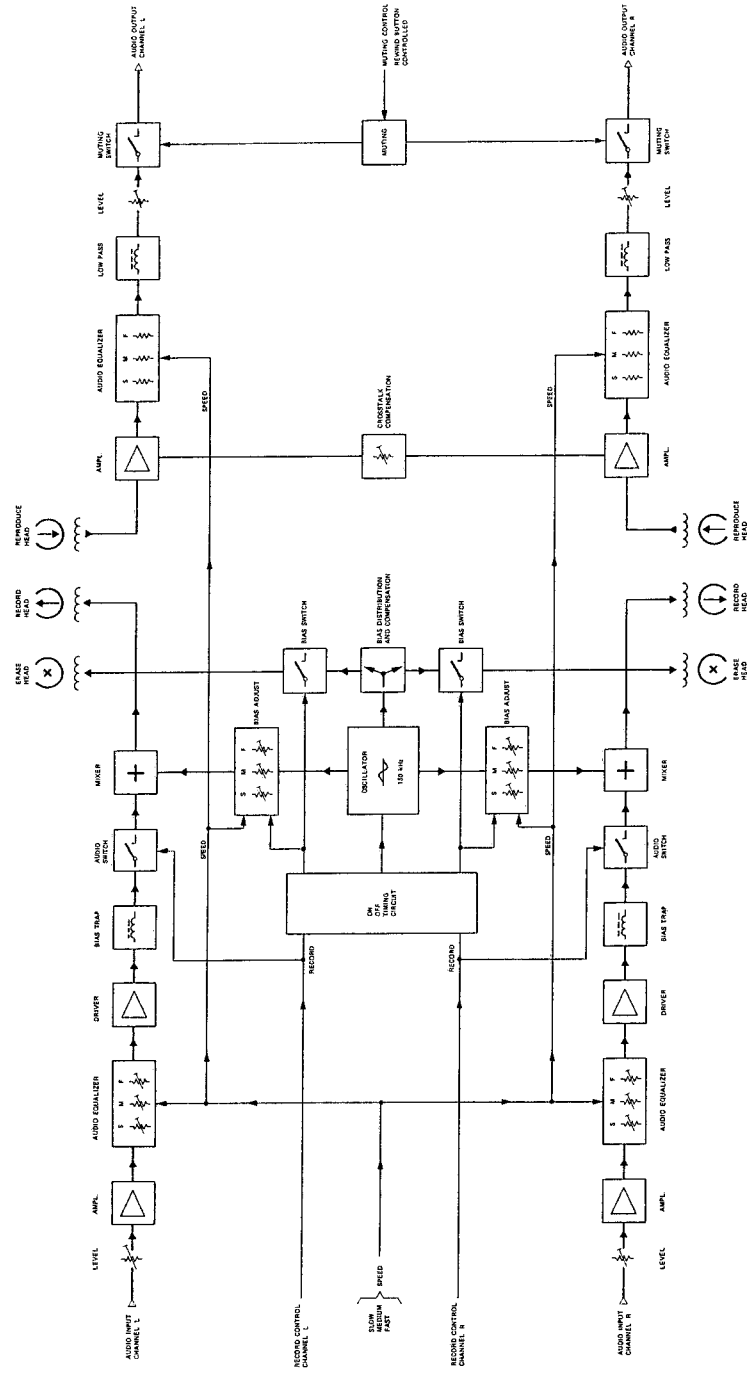 AUDIO INPUT
CHANNEL L
LEVEL
AMPL.
AUDIO EQUALIZER
S M F
DRIVER
BIAS TRAP
AUDIO
SWITCH
MIXER
ERASE
HEAD
RECORD
HEAD
REPRODUCE
HEAD
AMPL.
AUDIO EQUALIZER
S M F
LOW PASS
LEVEL
MUTING
SWITCH
AUDIO OUTPUT
CHANNEL L
SPEED
SPEED
BIAS ADJUST
S M F
BIAS SWITCH
RECORD CONTROL
CHANNEL L
RECORD
SLOW
MEDIUM
FAST
SPEED
ON
OFF
TIMING
CIRCUIT
OSCILLATOR
150 kHz
BIAS DISTRIBUTION
AND COMPENSATION
CROSSTALK
COMPENSATION
MUTING
MUTING CONTROL
REWIND BUTTON
CONTROLLED
RECORD CONTROL
CHANNEL R
RECORD
BIAS SWITCH
BIAS ADJUST
S M F
SPEED
SPEED
AUDIO INPUT
CHANNEL R
LEVEL
AMPL.
AUDIO EQUALIZER
S M F
DRIVER
BIAS TRAP
AUDIO
SWITCH
MIXER
ERASE
HEAD
RECORD
HEAD
REPRODUCE
HEAD
AMPL.
AUDIO EQUALIZER
S M F
LOW PASS
LEVEL
MUTING
SWITCH
AUDIO OUTPUT
CHANNEL R